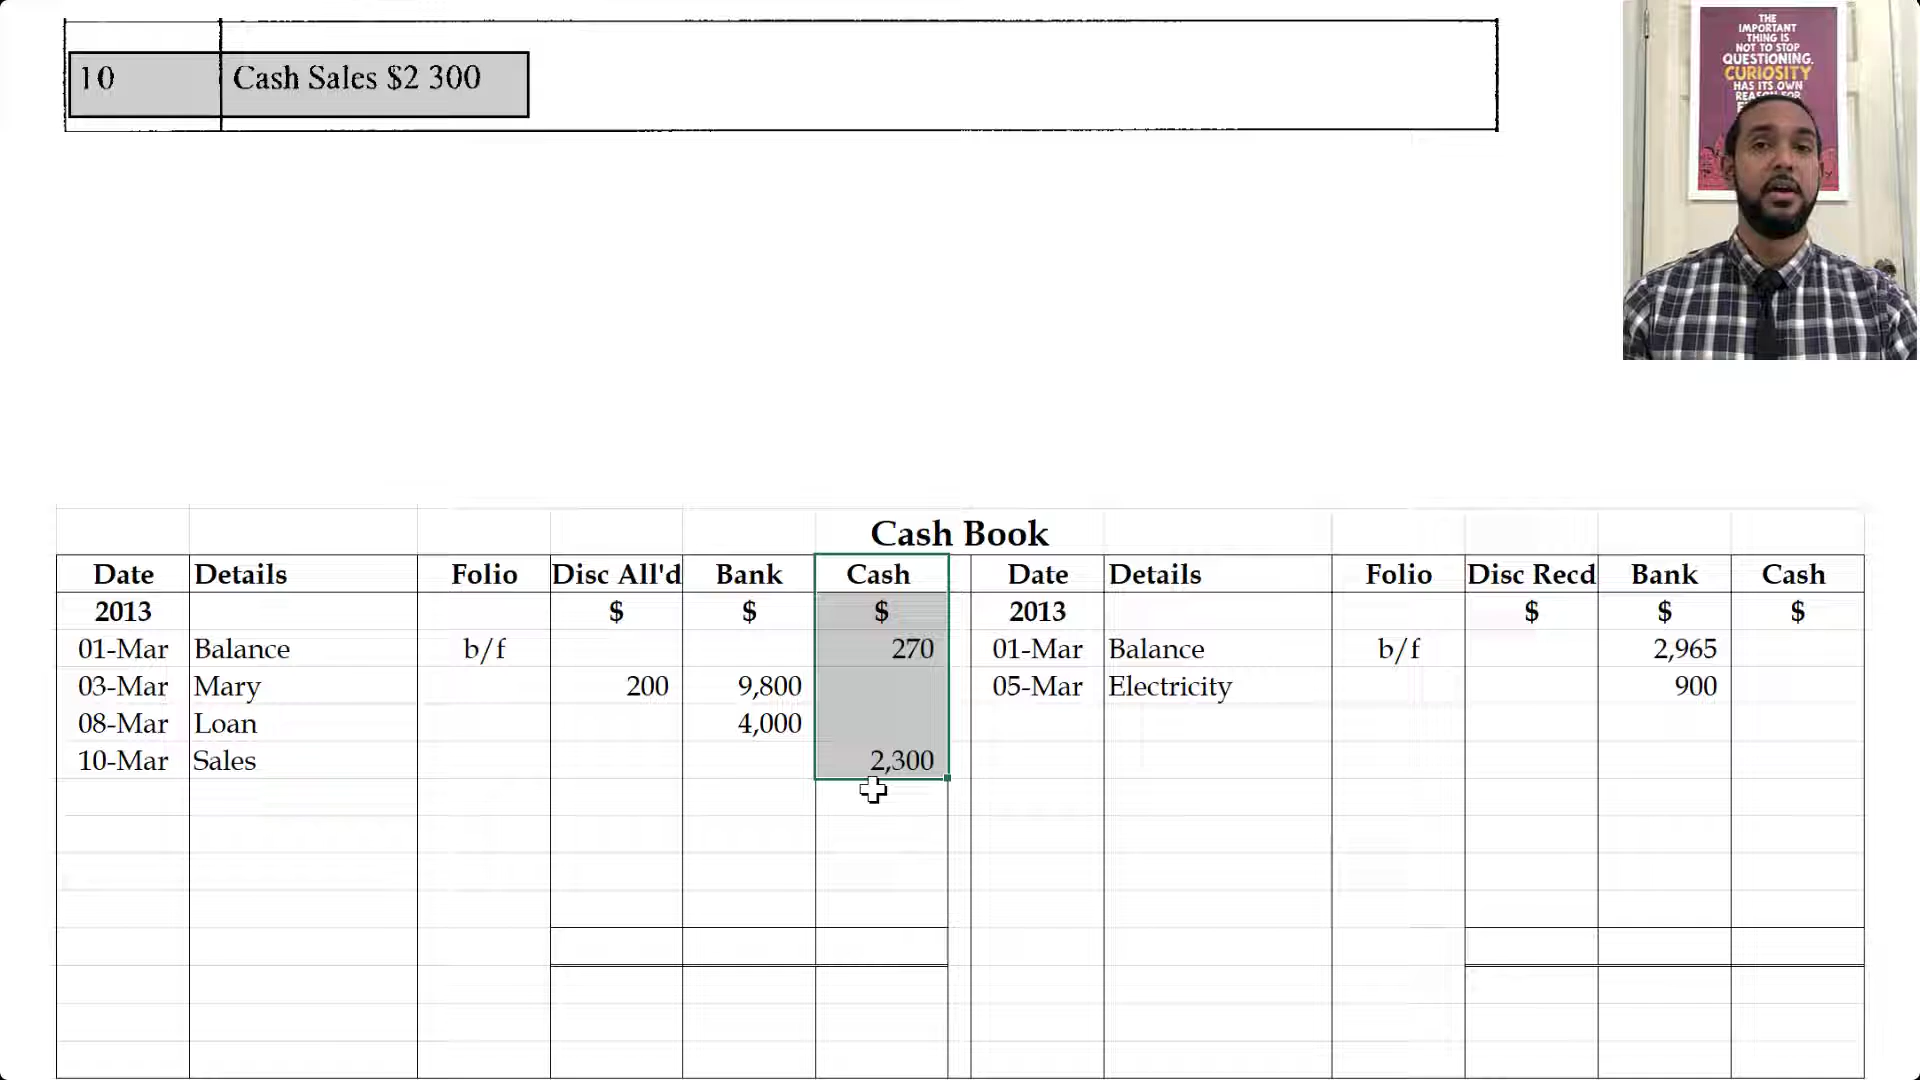 10 Cash Sales $2 300
THE
IMPORTANT
THING IS
NOT TO STOP
QUESTIONING.
CURIOSITY
HAS ITS OWN
Cash Book
Date Details Folio Disc All'd Bank Cash Date Details Folio Disc Recd Bank Cash
2013 $ $ $ 2013 $ $ $
01-Mar Balance b/f 270 01-Mar Balance b/f 2,965
03-Mar Mary 200 9,800 05-Mar Electricity 900
08-Mar Loan 4,000
10-Mar Sales 2,300